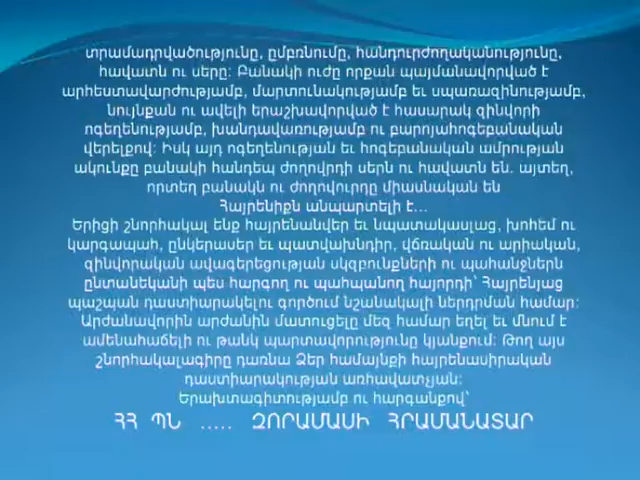 տրամադրվածությունը, ըմբռնումը, հանդուրժողականությունը,
հավատն ու սերը: Բանակի ուժը որքան պայմանավորված է
արհեստավարժությամբ, մարտունակությամբ եւ սպառազինությամբ,
նույնքան ու ավելի երաշխավորված է հասարակ զինվորի
ոգեղենությամբ, խանդավառությամբ ու բարոյահոգեբանական
վերելքով: Իսկ այդ ոգեղենության եւ հոգեբանական ամրության
ակունքը բանակի հանդեպ ժողովրդի սերն ու հավատն են. այտեղ,
որտեղ բանակն ու ժողովուրդը միասնական են
Հայրենիքն անպարտելի է...
Երիցի շնորհակալ ենք հայրենանվեր եւ նպատակասլաց, խոհեմ ու
կարգապահ, ընկերասեր եւ պատվախնդիր, վճռական ու արիական,
զինվորական ավագերեցության սկզբունքների ու պահանջներն
ընտանեկանի պես հարգող ու պահպանող հայորդի՝ Հայրենյաց
պաշպան դաստիարակելու գործում նշանակալի ներդրման համար:
Արժանավորին արժանին մատուցելը մեզ համար եղել եւ մնում է
ամենահաճելի ու թանկ պարտավորությունը կյանքում: Թող այս
շնորհակալագիրը դառնա Ձեր համայնքի հայրենասիրական
դաստիարակության առհավատչյան:
Երախտագիտությամբ ու հարգանքով՝
ՀՀ ՊՆ ..... ԶՈՐԱՄԱՍԻ ՀՐԱՄԱՆԱՏԱՐ